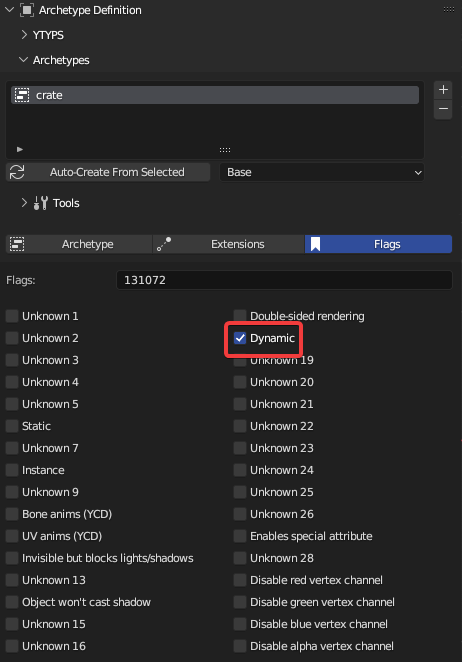 Archetype Definition
YTYPS
Archetypes
crate
Auto-Create From Selected
Base
Tools
Archetype
Extensions
Flags
Flags:
131072
Unknown 1
Unknown 2
Unknown 3
Unknown 4
Unknown 5
Static
Unknown 7
Instance
Unknown 9
Bone anims (YCD)
UV anims (YCD)
Invisible but blocks lights/shadows
Unknown 13
Object won't cast shadow
Unknown 15
Unknown 16
Double-sided rendering
Dynamic
Unknown 19
Unknown 20
Unknown 21
Unknown 22
Unknown 23
Unknown 24
Unknown 25
Unknown 26
Enables special attribute
Unknown 28
Disable red vertex channel
Disable green vertex channel
Disable blue vertex channel
Disable alpha vertex channel